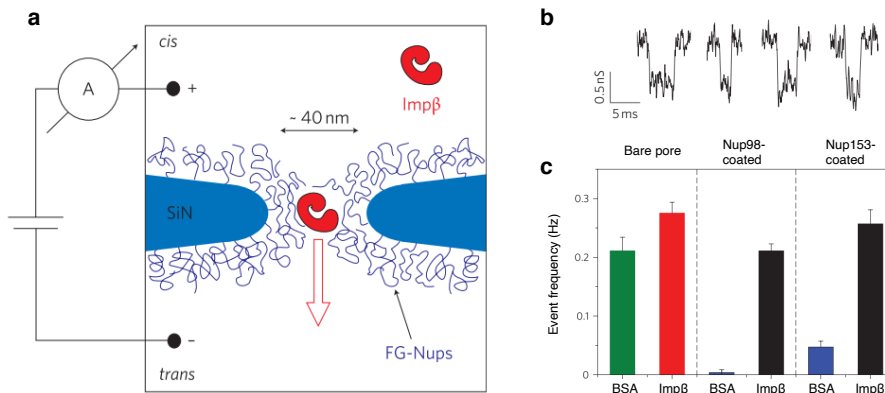 a
cis
A
+
Impβ
~ 40 nm
SiN
FG-Nups
−
trans
b
0.5 nS
5 ms
c
Bare pore
Nup98-
coated
Nup153-
coated
Event frequency (Hz)
0.3
0.2
0.1
0
BSA
Impβ
BSA
Impβ
BSA
Impβ